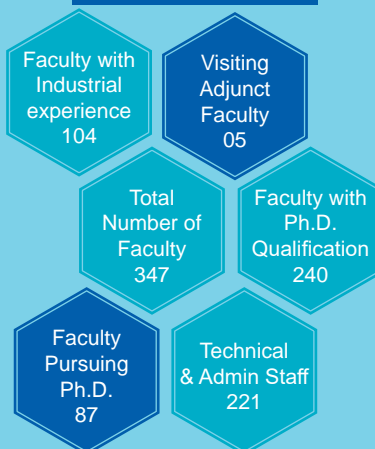 Faculty with
Industrial
experience
104
Visiting
Adjunct
Faculty
05
Total
Number of
Faculty
347
Faculty with
Ph.D.
Qualification
240
Faculty
Pursuing
Ph.D.
87
Technical
& Admin Staff
221